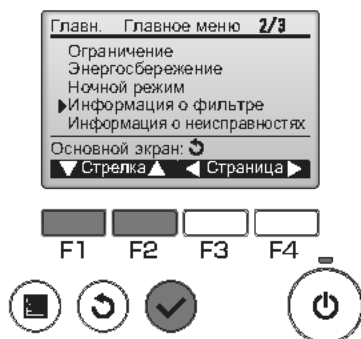 Главн. Главное меню 2/3
Ограничение
Энергосбережение
Ночной режим
▶Информация о фильтре
Информация о неисправностях
Основной экран:
▼ Стрелка ▲ ◀ Страница ▶
F1 F2 F3 F4